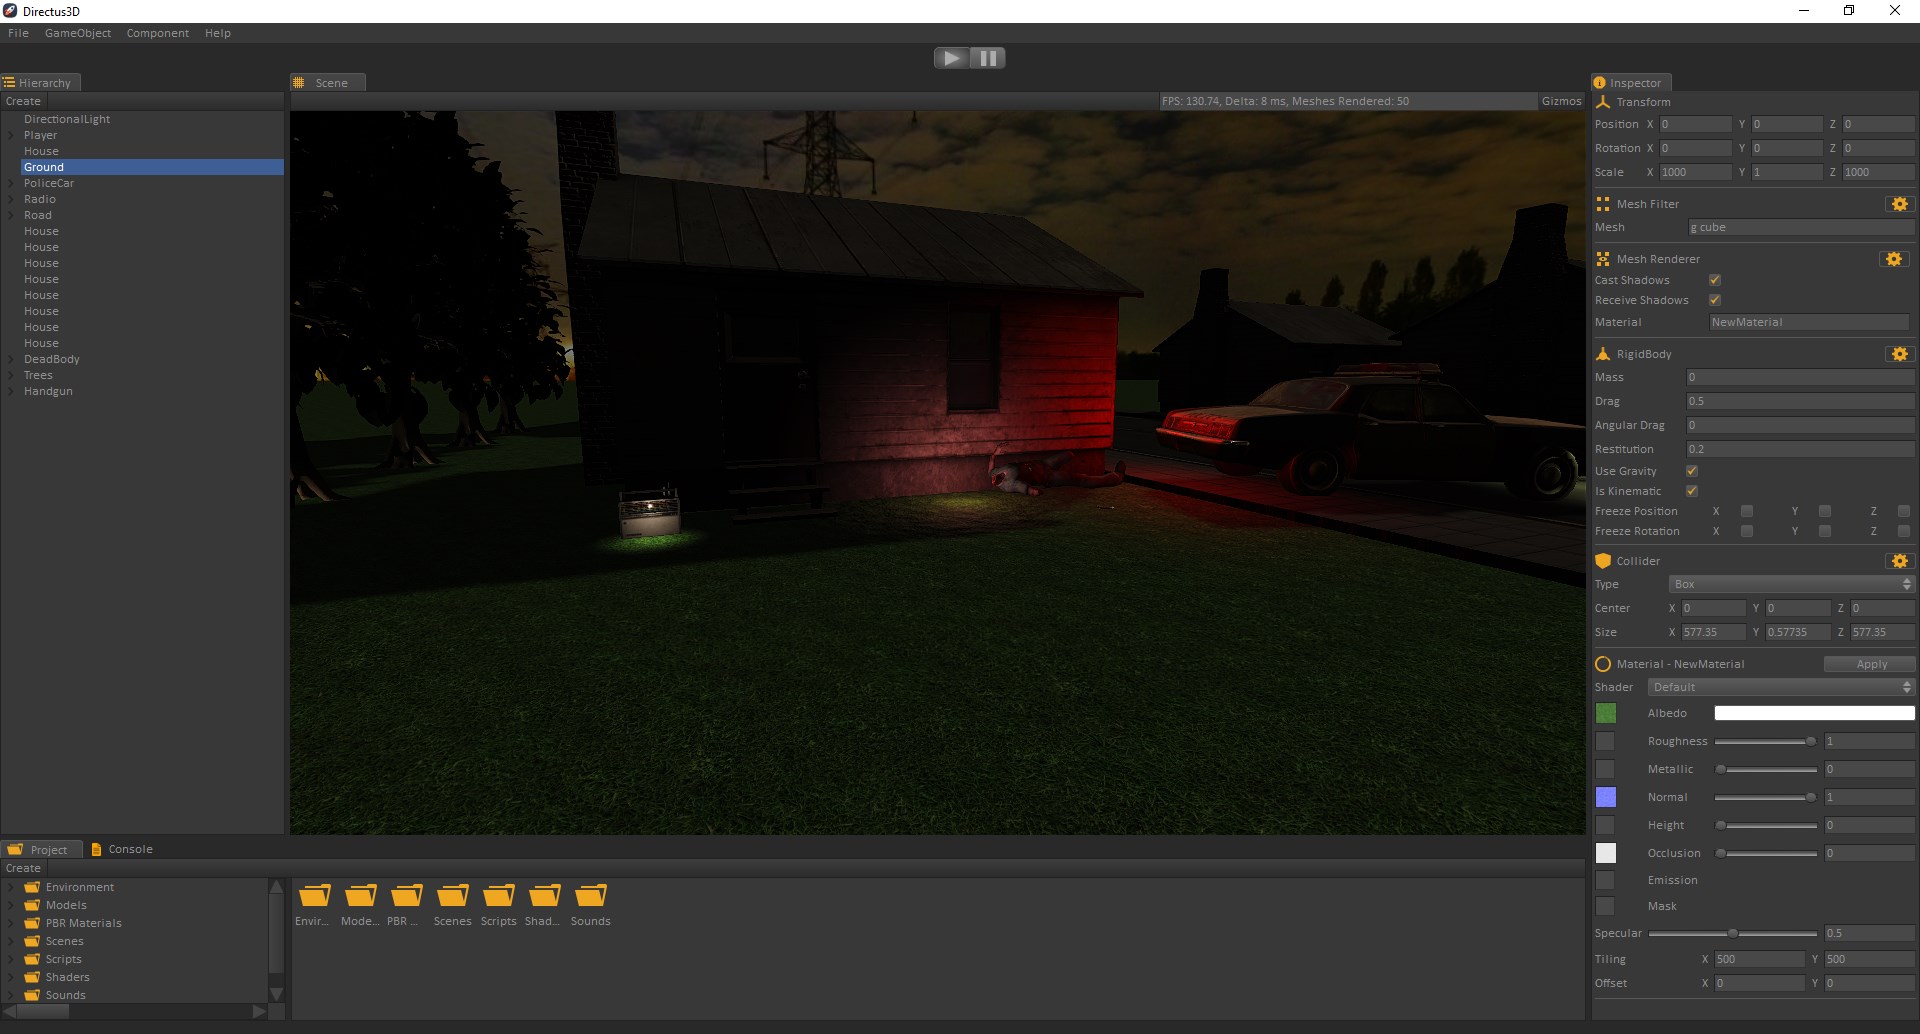 Directus3D
File GameObject Component Help
Hierarchy
Create
DirectionalLight
Player
House
Ground
PoliceCar
Radio
Road
House
House
House
House
House
House
House
House
DeadBody
Trees
Handgun
Scene
FPS: 130.74, Delta: 8 ms, Meshes Rendered: 50
Gizmos
Inspector
Transform
Position X 0 Y 0 Z 0
Rotation X 0 Y 0 Z 0
Scale X 1000 Y 1 Z 1000
Mesh Filter
Mesh g cube
Mesh Renderer
Cast Shadows
Receive Shadows
Material NewMaterial
RigidBody
Mass 0
Drag 0.5
Angular Drag 0
Restitution 0.2
Use Gravity
Is Kinematic
Freeze Position X Y Z
Freeze Rotation X Y Z
Collider
Type Box
Center X 0 Y 0 Z 0
Size X 577.35 Y 0.57735 Z 577.35
Material - NewMaterial Apply
Shader Default
Albedo
Roughness 1
Metallic 0
Normal 1
Height 0
Occlusion 0
Emission
Mask
Specular 0.5
Tiling X 500 Y 500
Offset X 0 Y 0
Project Console
Create
Environment
Models
PBR Materials
Scenes
Scripts
Shaders
Sounds
Envir... Mode... PBR ... Scenes Scripts Shad... Sounds